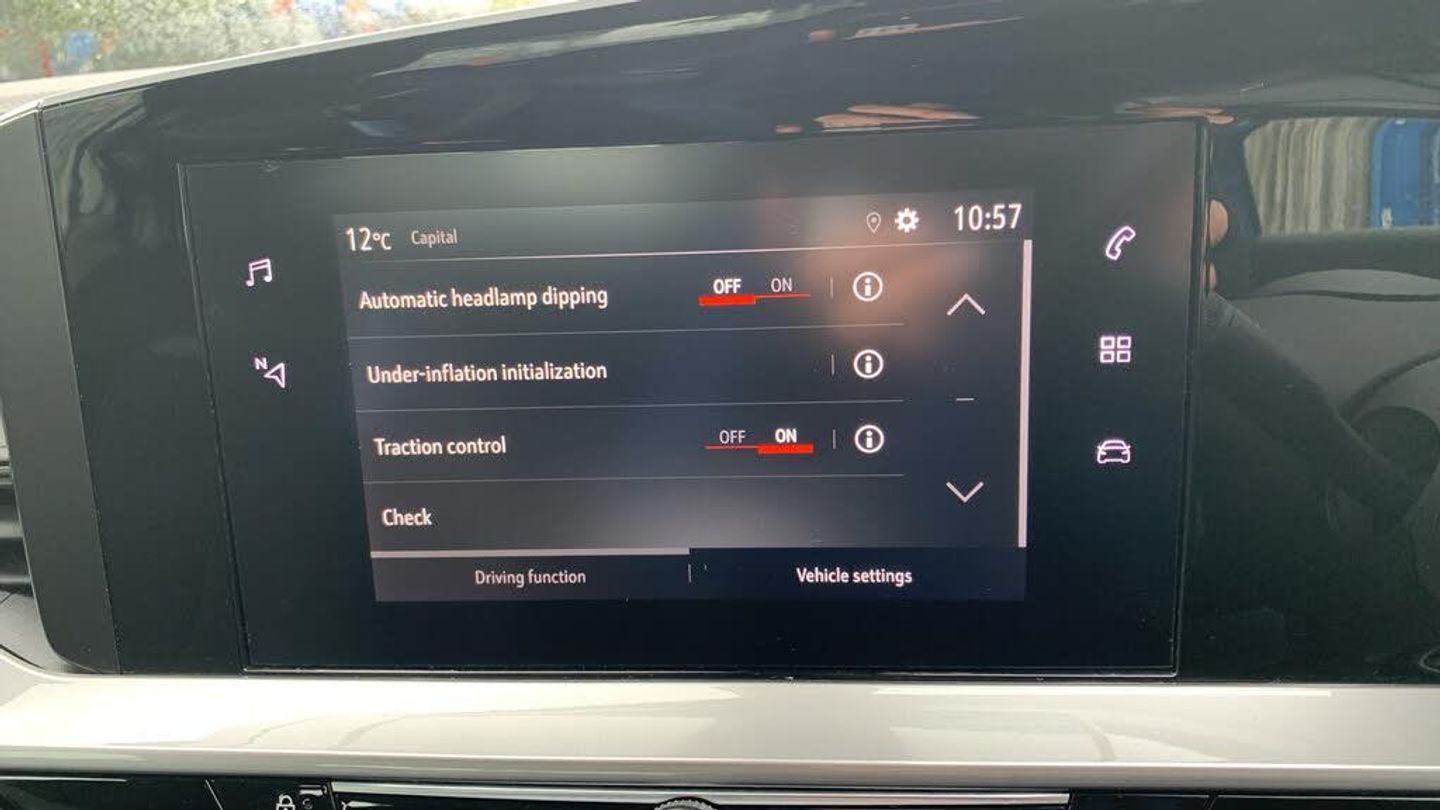 12°C Capital 10:57
Automatic headlamp dipping OFF ON
Under-inflation initialization
Traction control OFF ON
Check
Driving function Vehicle settings
N